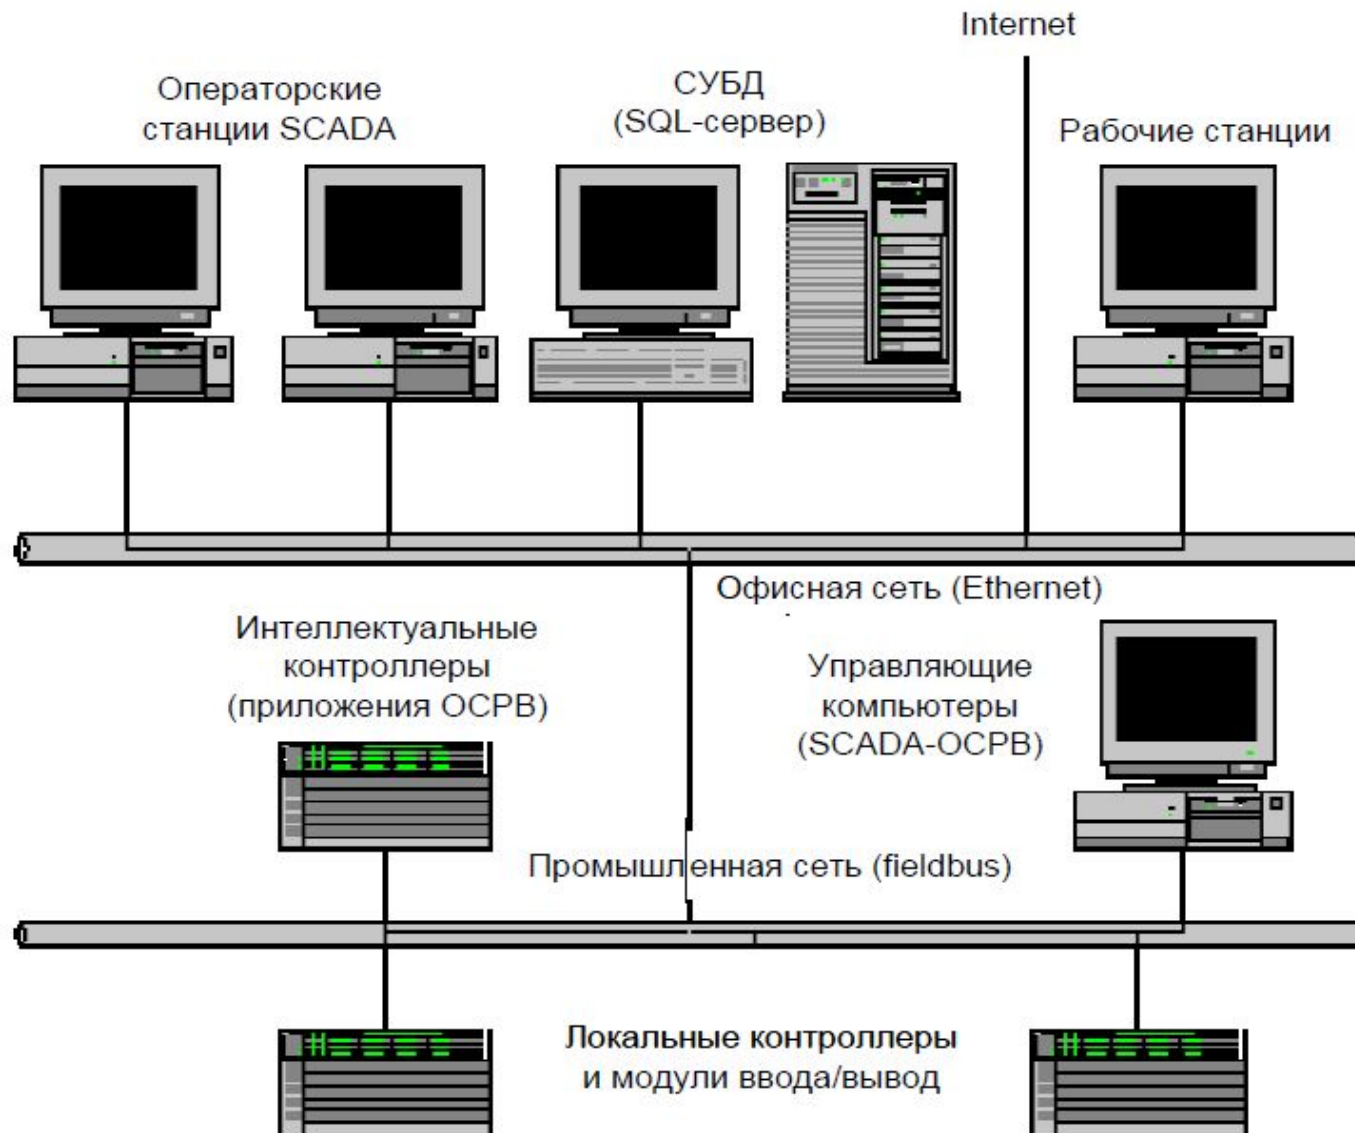 Internet
Операторские
станции SCADA
СУБД
(SQL-сервер)
Рабочие станции
Офисная сеть (Ethernet)
Интеллектуальные
контроллеры
(приложения ОСРВ)
Управляющие
компьютеры
(SCADA-ОСРВ)
Промышленная сеть (fieldbus)
Локальные контроллеры
и модули ввода/вывод